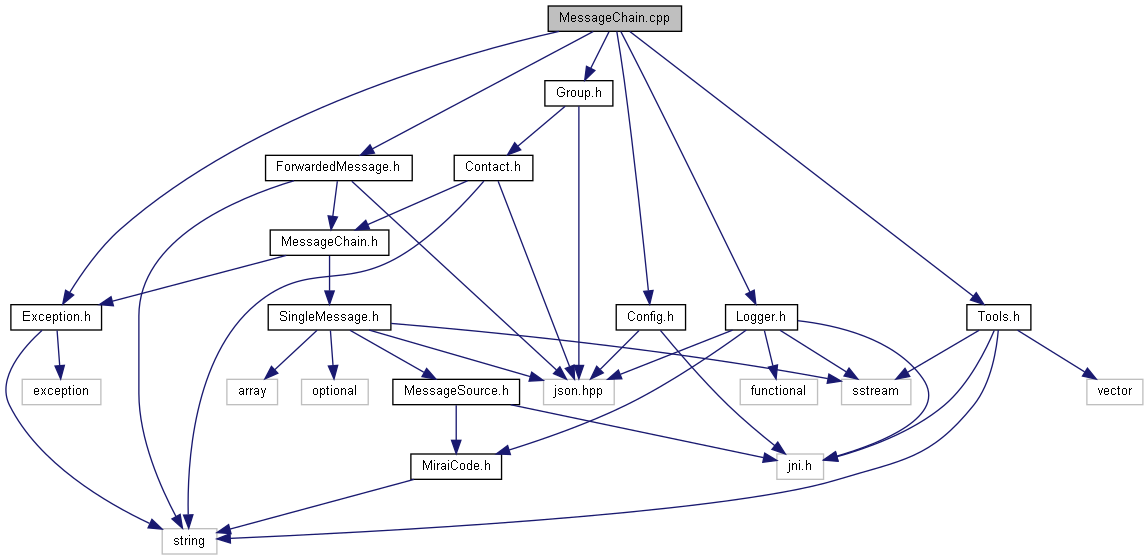 MessageChain.cpp
Group.h
ForwardedMessage.h
Contact.h
MessageChain.h
Exception.h
SingleMessage.h
Config.h
Logger.h
Tools.h
exception
array
optional
MessageSource.h
json.hpp
functional
sstream
vector
MiraiCode.h
jni.h
string